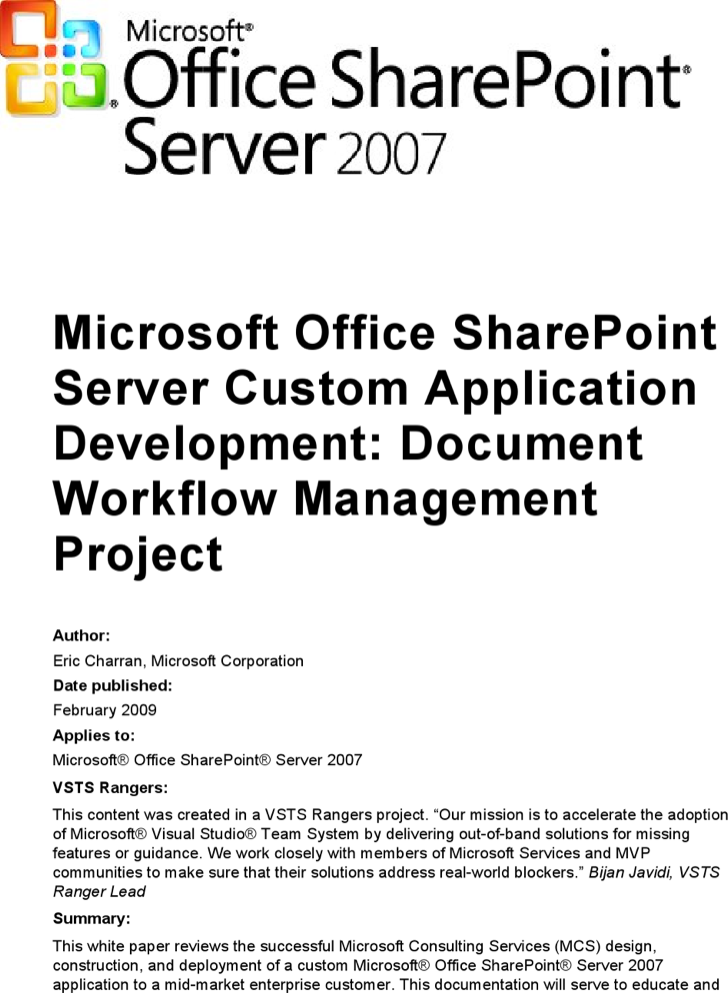 Microsoft®
Office SharePoint®
Server 2007
Microsoft Office SharePoint
Server Custom Application
Development: Document
Workflow Management
Project
Author:
Eric Charran, Microsoft Corporation
Date published:
February 2009
Applies to:
Microsoft® Office SharePoint® Server 2007
VSTS Rangers:
This content was created in a VSTS Rangers project. “Our mission is to accelerate the adoption
of Microsoft® Visual Studio® Team System by delivering out-of-band solutions for missing
features or guidance. We work closely with members of Microsoft Services and MVP
communities to make sure that their solutions address real-world blockers.” Bijan Javidi, VSTS
Ranger Lead
Summary:
This white paper reviews the successful Microsoft Consulting Services (MCS) design,
construction, and deployment of a custom Microsoft® Office SharePoint® Server 2007
application to a mid-market enterprise customer. This documentation will serve to educate and